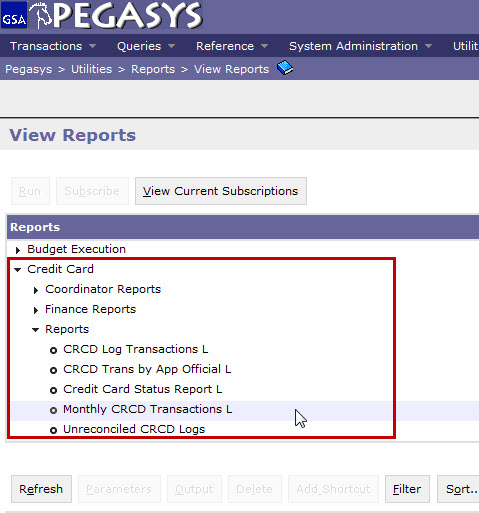 GSA PEGASYS
Transactions Queries Reference System Administration Utilit
Pegasys > Utilities > Reports > View Reports
View Reports
Run Subscribe View Current Subscriptions
Reports
Budget Execution
Credit Card
Coordinator Reports
Finance Reports
Reports
CRCD Log Transactions L
CRCD Trans by App Official L
Credit Card Status Report L
Monthly CRCD Transactions L
Unreconciled CRCD Logs
Refresh Parameters Output Delete Add Shortcut Filter Sort...